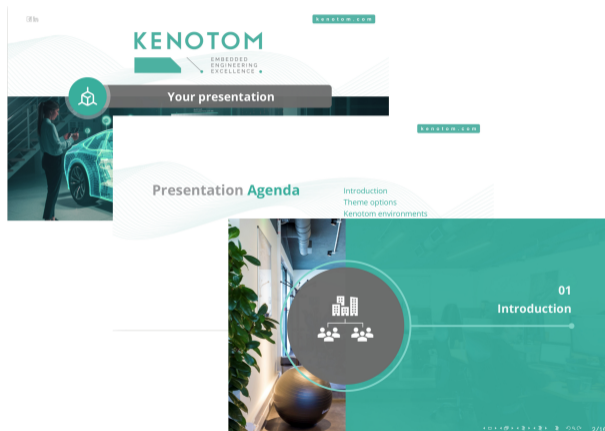 kenotom.com
KENOTOM
EMBEDDED
ENGINEERING
EXCELLENCE
Your presentation
kenotom.com
Presentation Agenda
Introduction
Theme options
Kenotom environments
01
Introduction